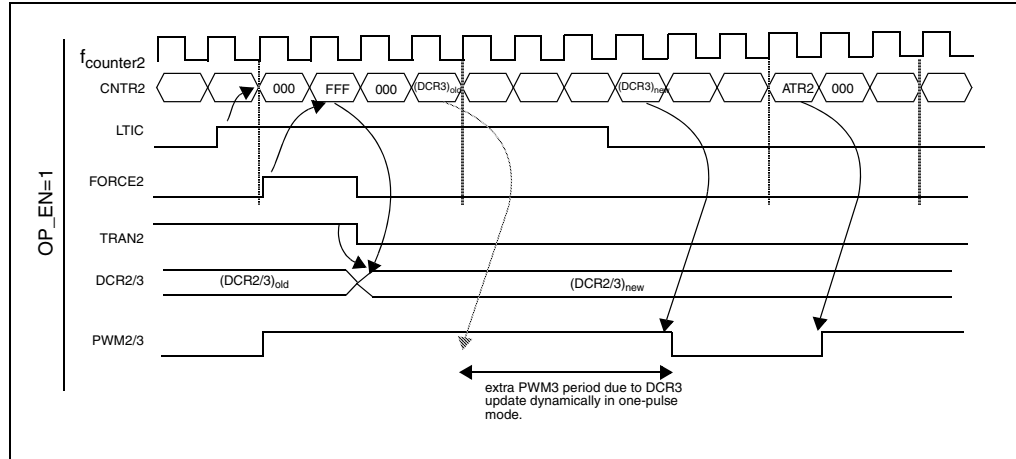 f counter2
CNTR2 000 FFF 000 (DCR3)old (DCR3)new ATR2 000
LTIC
FORCE2
OP_EN=1
TRAN2
DCR2/3 (DCR2/3)old (DCR2/3)new
PWM2/3
extra PWM3 period due to DCR3
update dynamically in one-pulse
mode.